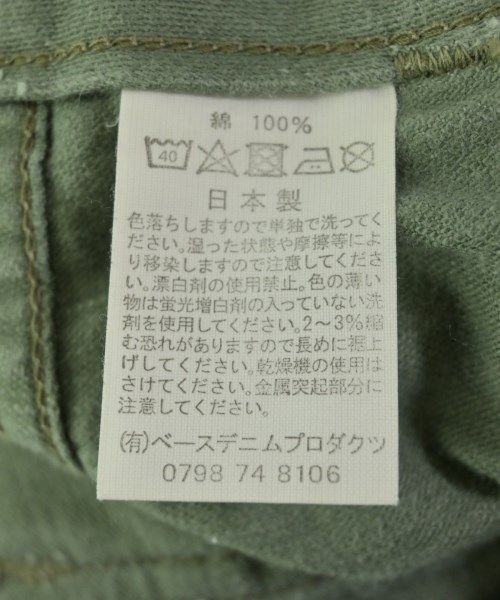 綿 100%
40
日本製
色落ちしますので単独で洗ってく
ださい。湿った状態や摩擦等によ
り移染しますので注意してくださ
い。漂白剤の使用禁止。色の薄い
物は蛍光増白剤の入っていない洗
剤を使用してください。2～3%縮
む恐れがありますので長めに裾上
げしてください。乾燥機の使用は
さけてください。金属突起部分に
注意してください。
(有)ベースデニムプロダクツ
0798 74 8106